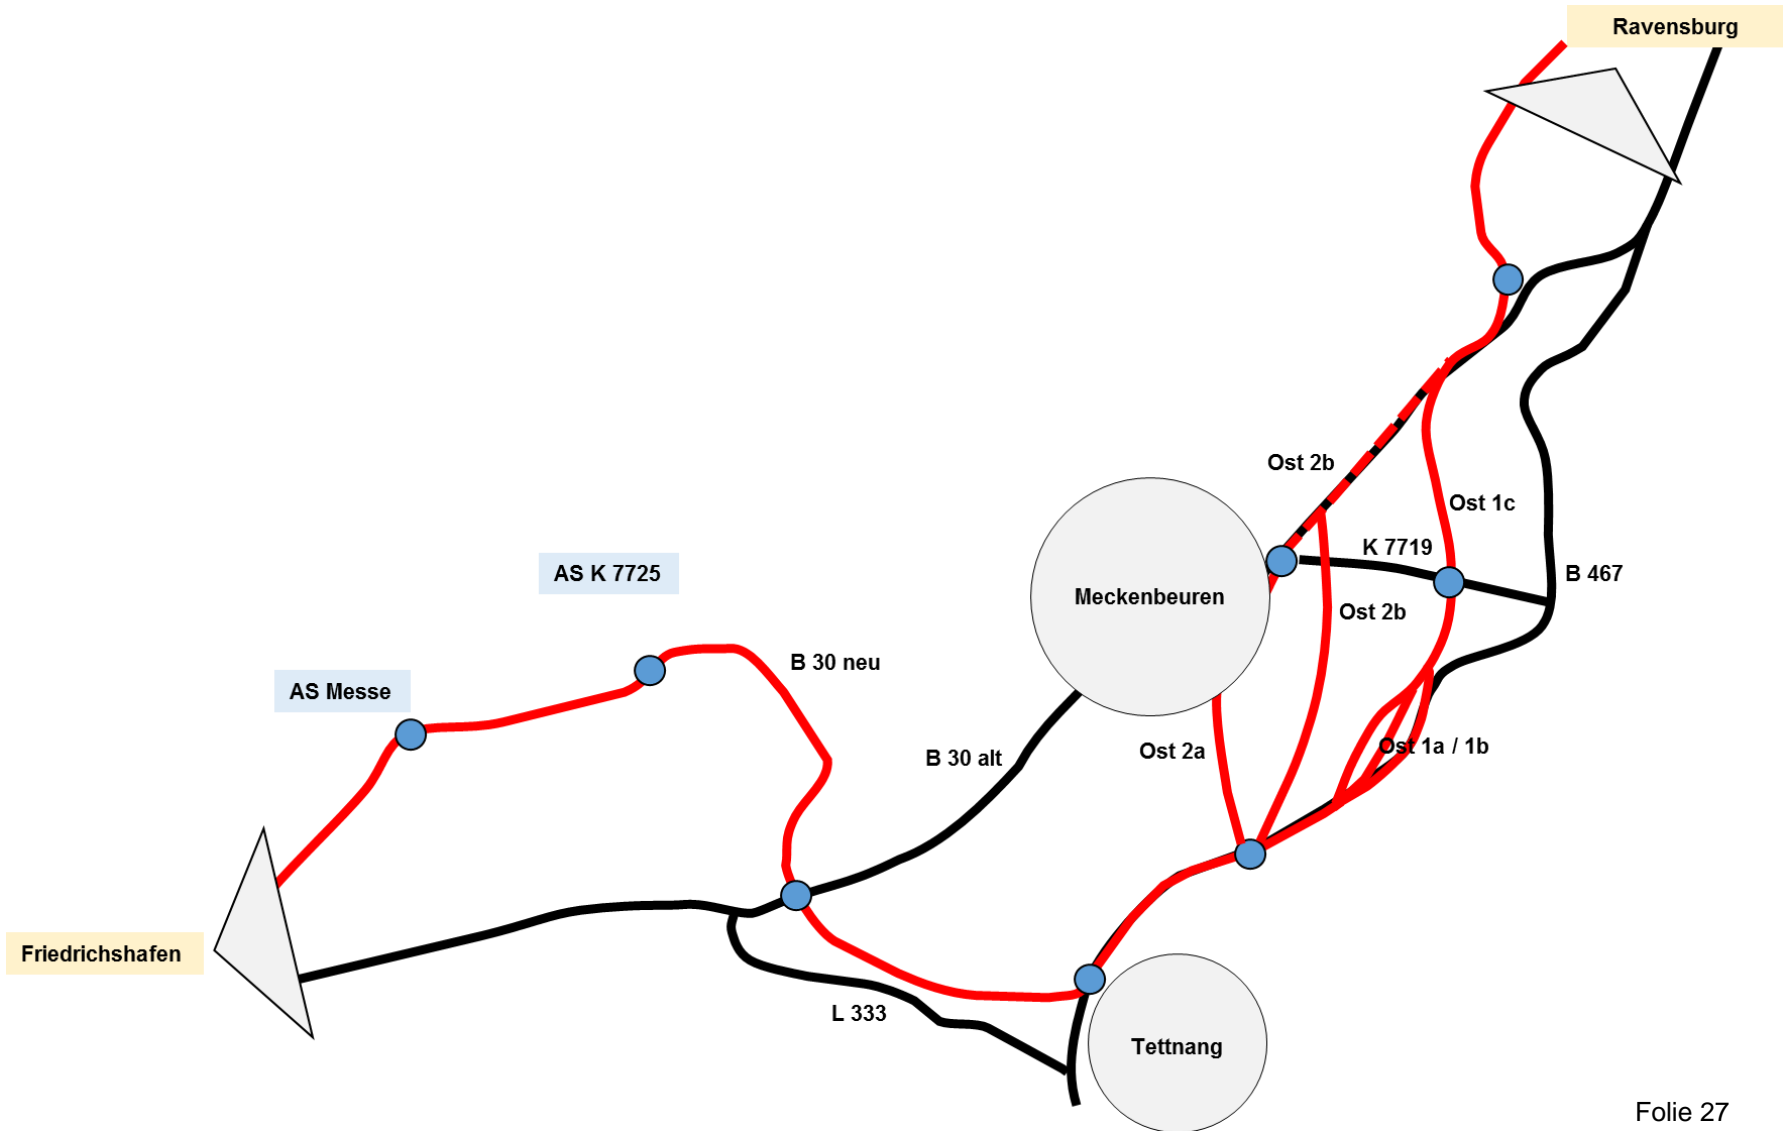 Ravensburg
Ost 2b
Ost 1c
K 7719
AS K 7725
B 467
Meckenbeuren
Ost 2b
B 30 neu
AS Messe
Ost 1a / 1b
Ost 2a
B 30 alt
Friedrichshafen
L 333
Tettnang
Folie 27